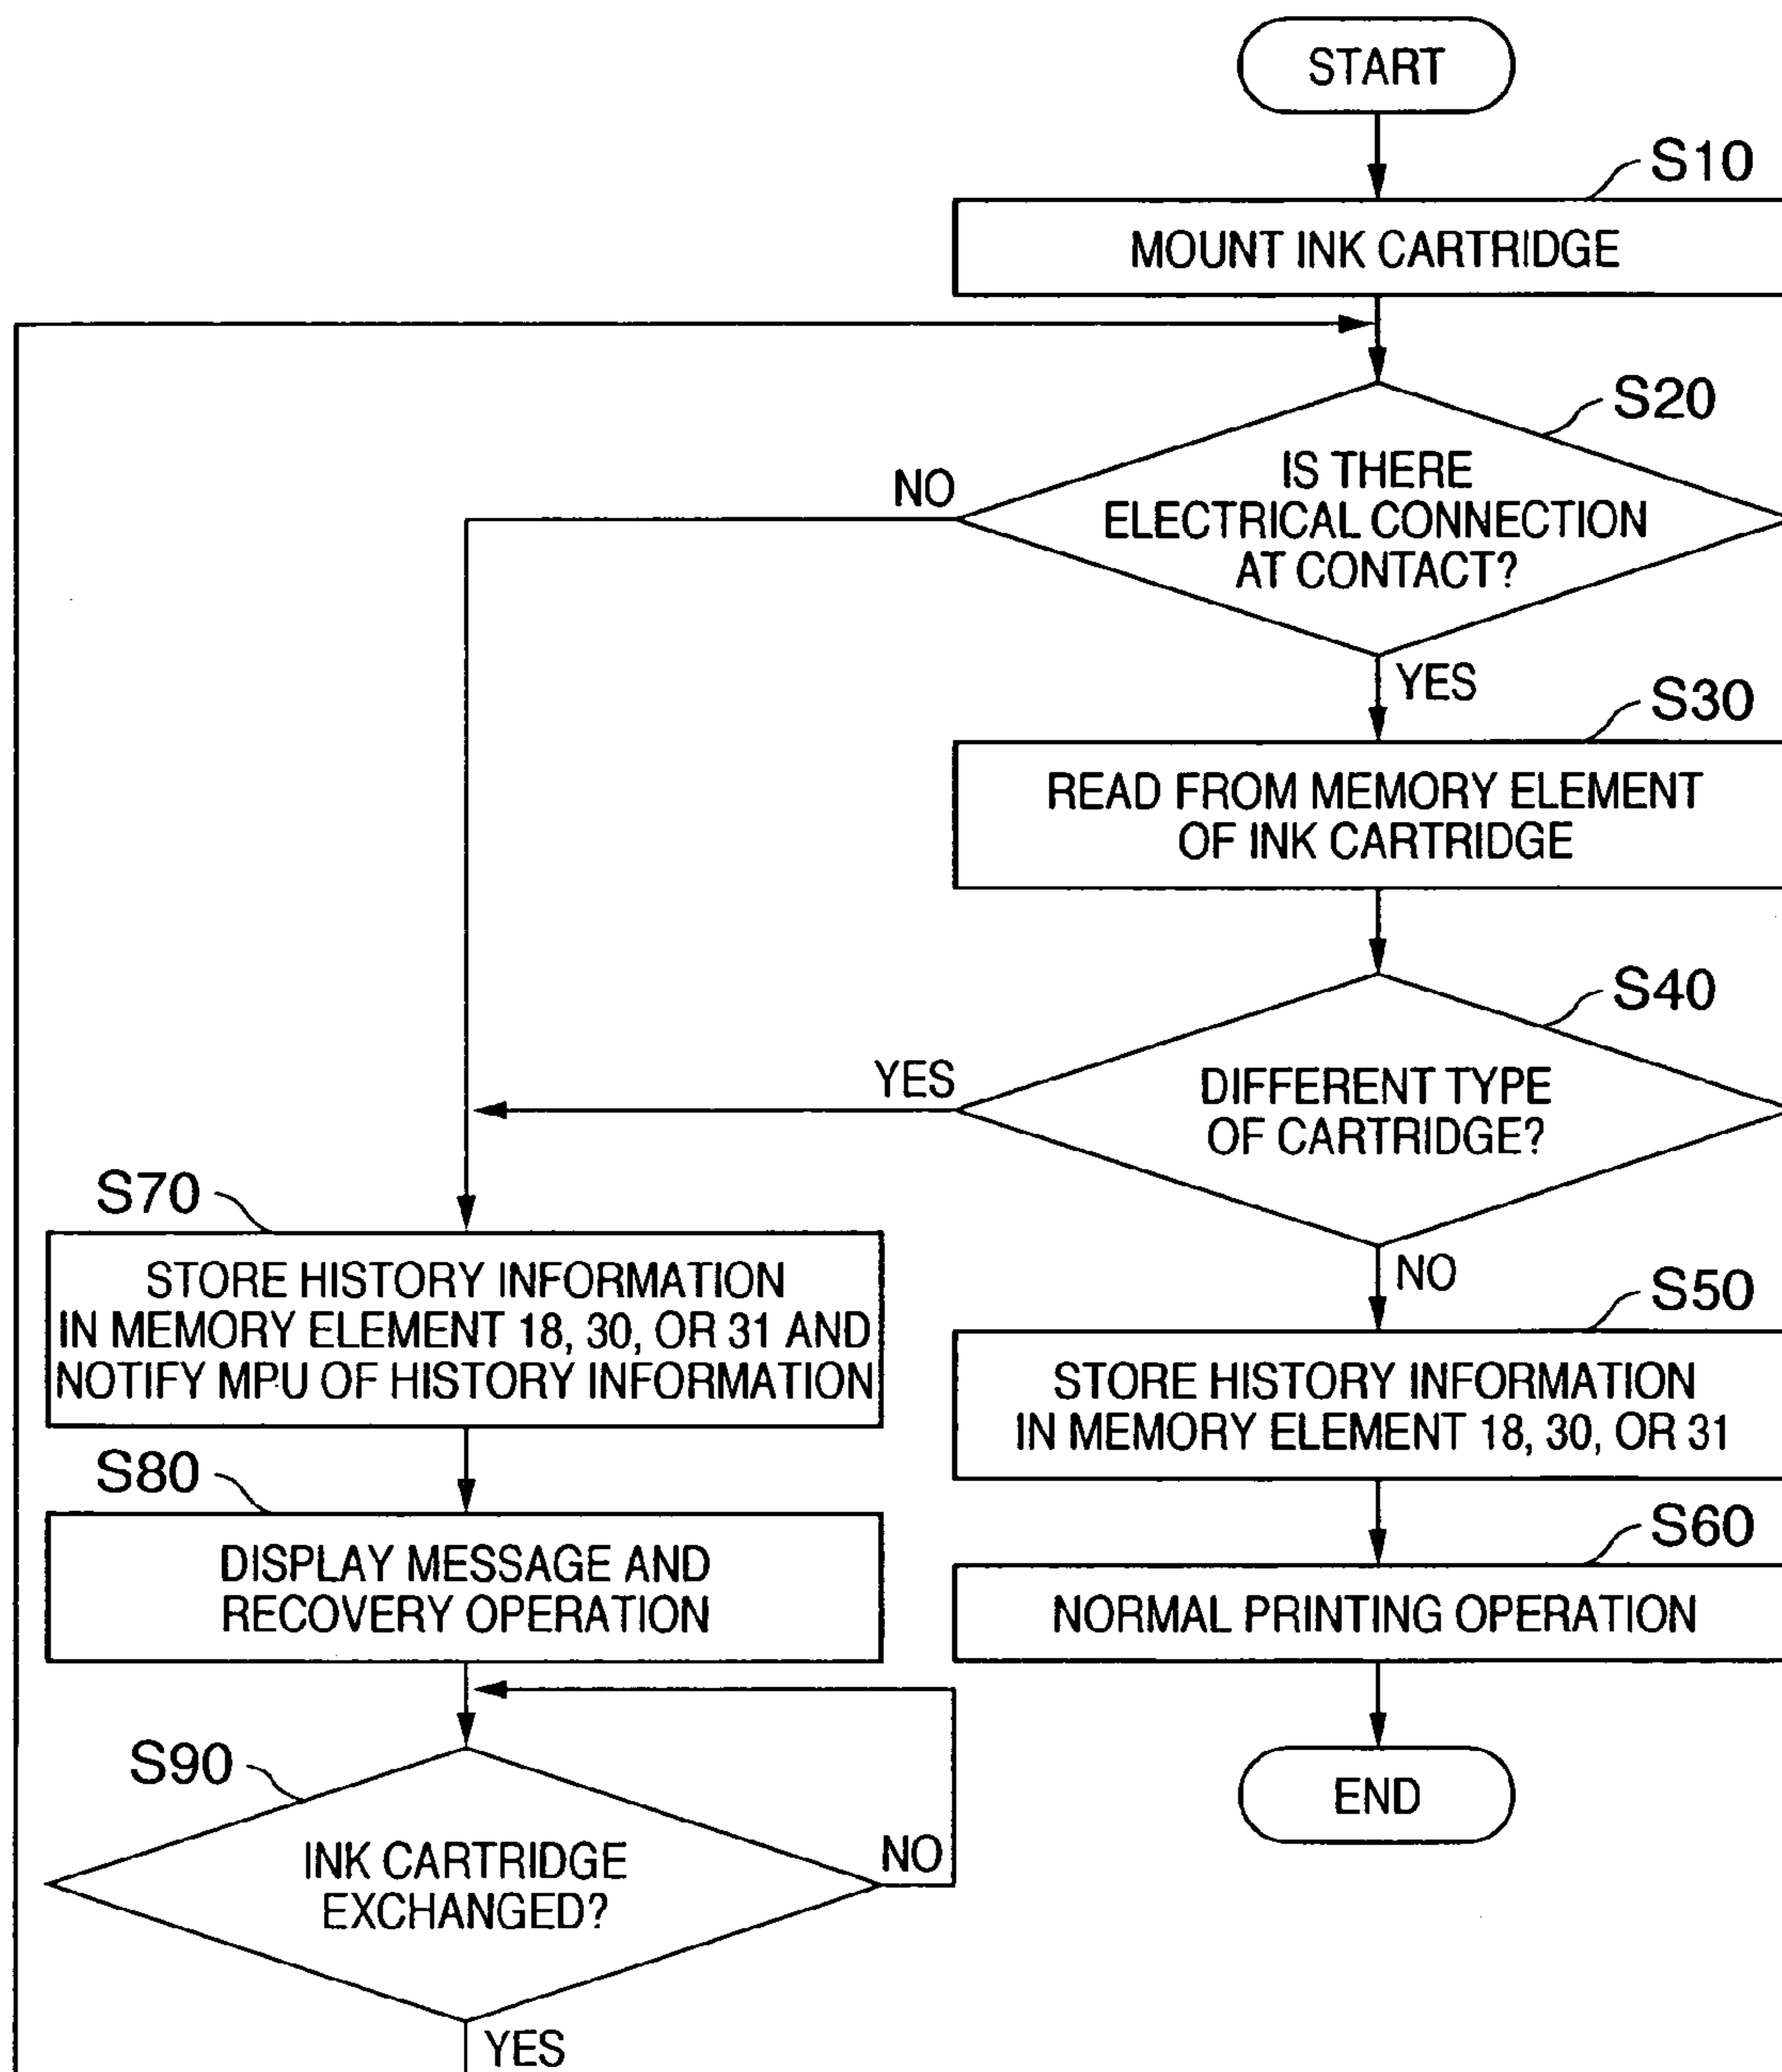 START
S10
MOUNT INK CARTRIDGE
S20
IS THERE
ELECTRICAL CONNECTION
AT CONTACT?
NO
YES
S30
READ FROM MEMORY ELEMENT
OF INK CARTRIDGE
S40
DIFFERENT TYPE
OF CARTRIDGE?
YES
NO
S50
STORE HISTORY INFORMATION
IN MEMORY ELEMENT 18, 30, OR 31
S60
NORMAL PRINTING OPERATION
END
S70
STORE HISTORY INFORMATION
IN MEMORY ELEMENT 18, 30, OR 31 AND
NOTIFY MPU OF HISTORY INFORMATION
S80
DISPLAY MESSAGE AND
RECOVERY OPERATION
S90
INK CARTRIDGE
EXCHANGED?
NO
YES